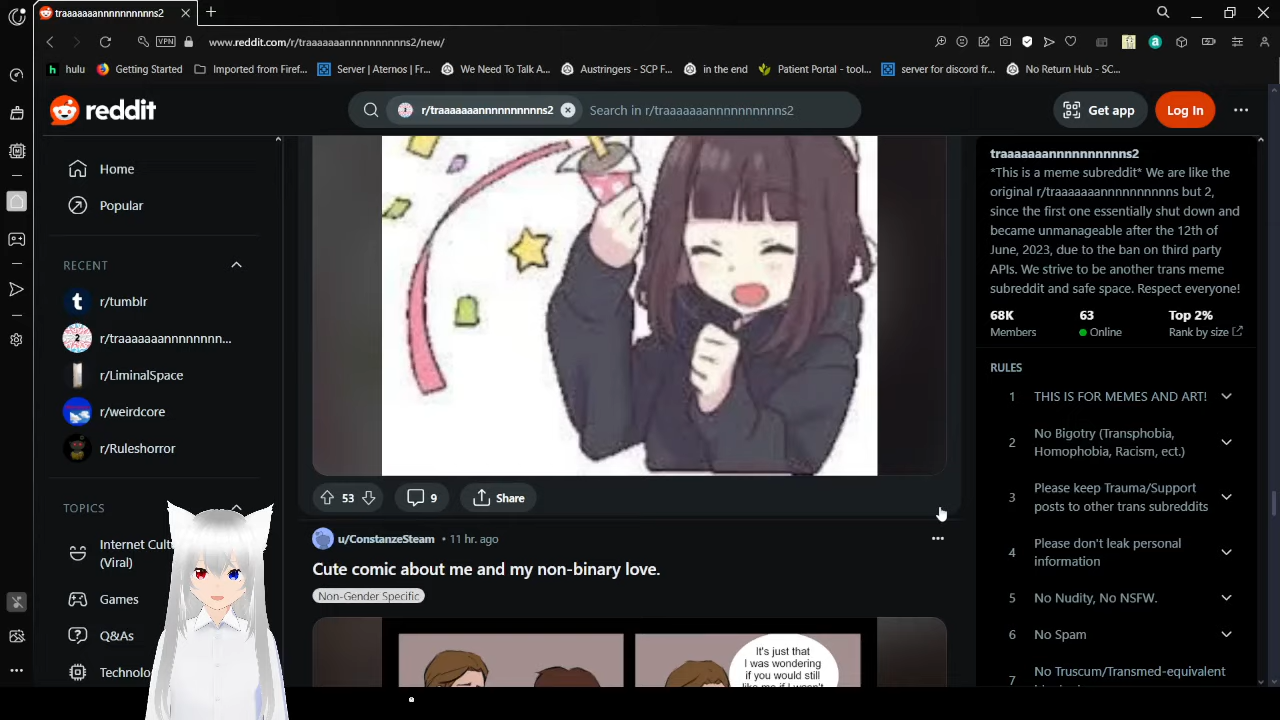 traaaaaaannnnnnnnnns2
VPN
www.reddit.com/r/traaaaaaannnnnnnnnns2/new/
hulu
Getting Started
Imported from Firef...
Server | Aternos | Fr...
We Need To Talk A...
Austringers - SCP F...
in the end
Patient Portal - tool...
server for discord fr...
No Return Hub - SC...
reddit
r/traaaaaaannnnnnnnnns2
Search in r/traaaaaaannnnnnnnnns2
Get app
Log In
Home
Popular
RECENT
r/tumblr
r/traaaaaaannnnnnn...
r/LiminalSpace
r/weirdcore
r/Ruleshorror
TOPICS
Internet Cult
(Viral)
Games
Q&As
Technolo
53
9
Share
u/ConstanzeSteam • 11 hr. ago
Cute comic about me and my non-binary love.
Non-Gender Specific
It's just that
I was wondering
if you would still
traaaaaaannnnnnnnnns2
*This is a meme subreddit* We are like the
original r/traaaaaaannnnnnnnnns but 2,
since the first one essentially shut down and
became unmanageable after the 12th of
June, 2023, due to the ban on third party
APIs. We strive to be another trans meme
subreddit and safe space. Respect everyone!
68K
Members
63
Online
Top 2%
Rank by size
RULES
1 THIS IS FOR MEMES AND ART!
2 No Bigotry (Transphobia,
Homophobia, Racism, ect.)
3 Please keep Trauma/Support
posts to other trans subreddits
4 Please don't leak personal
information
5 No Nudity, No NSFW.
6 No Spam
7 No Truscum/Transmed-equivalent